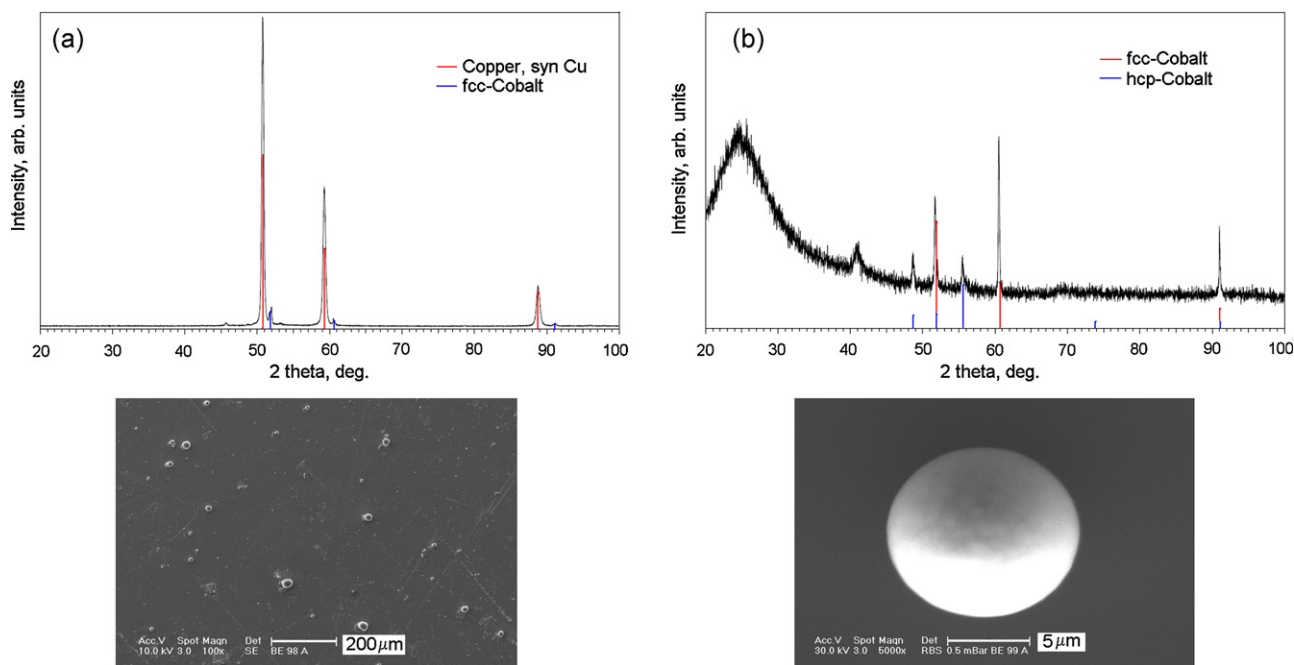 (a)
Intensity, arb. units
Copper, syn Cu
fcc-Cobalt
20 30 40 50 60 70 80 90 100
2 theta, deg.
(b)
Intensity, arb. units
fcc-Cobalt
hcp-Cobalt
20 30 40 50 60 70 80 90 100
2 theta, deg.
Acc.V Spot Magn Det
10.0 kV 3.0 100x SE BE 98 A
200µm
Acc.V Spot Magn Det
30.0 kV 3.0 5000x RBS 0.5 mBar BE 99 A
5µm